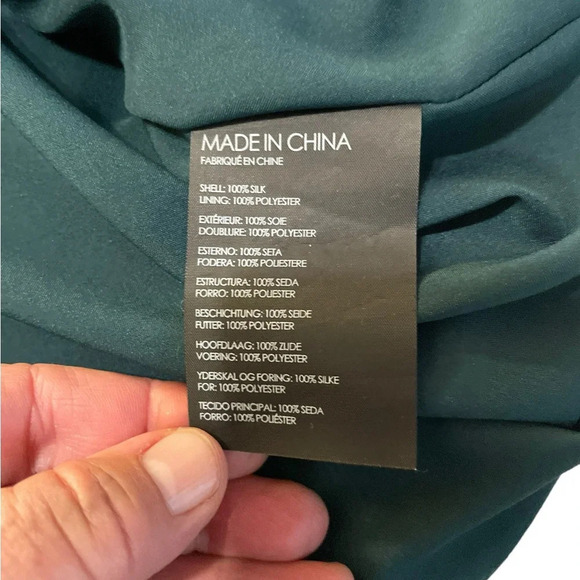 MADE IN CHINA
FABRIQUÉ EN CHINE
SHELL: 100% SILK
LINING: 100% POLYESTER
EXTÉRIEUR: 100% SOIE
DOUBLURE: 100% POLYESTER
ESTERNO: 100% SETA
FODERA: 100% POLIESTERE
ESTRUCTURA: 100% SEDA
FORRO: 100% POLIESTER
BESCHICHTUNG: 100% SEIDE
FUTTER: 100% POLYESTER
HOOFDLAAG: 100% ZIJDE
VOERING: 100% POLYESTER
YDERSKAL OG FORING: 100% SILKE
FOR: 100% POLYESTER
TECIDO PRINCIPAL: 100% SEDA
FORRO: 100% POLIÉSTER